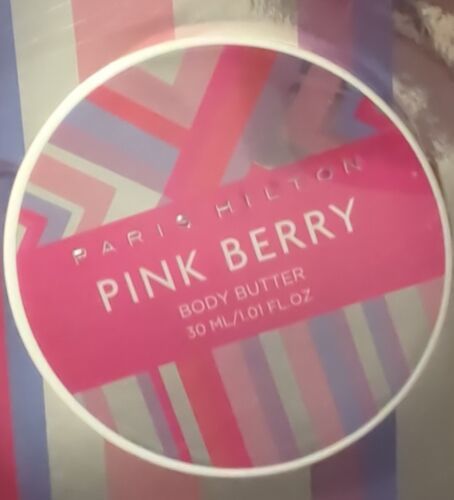 PARIS HILTON
PINK BERRY
BODY BUTTER
30 ML/1.01 FL.OZ